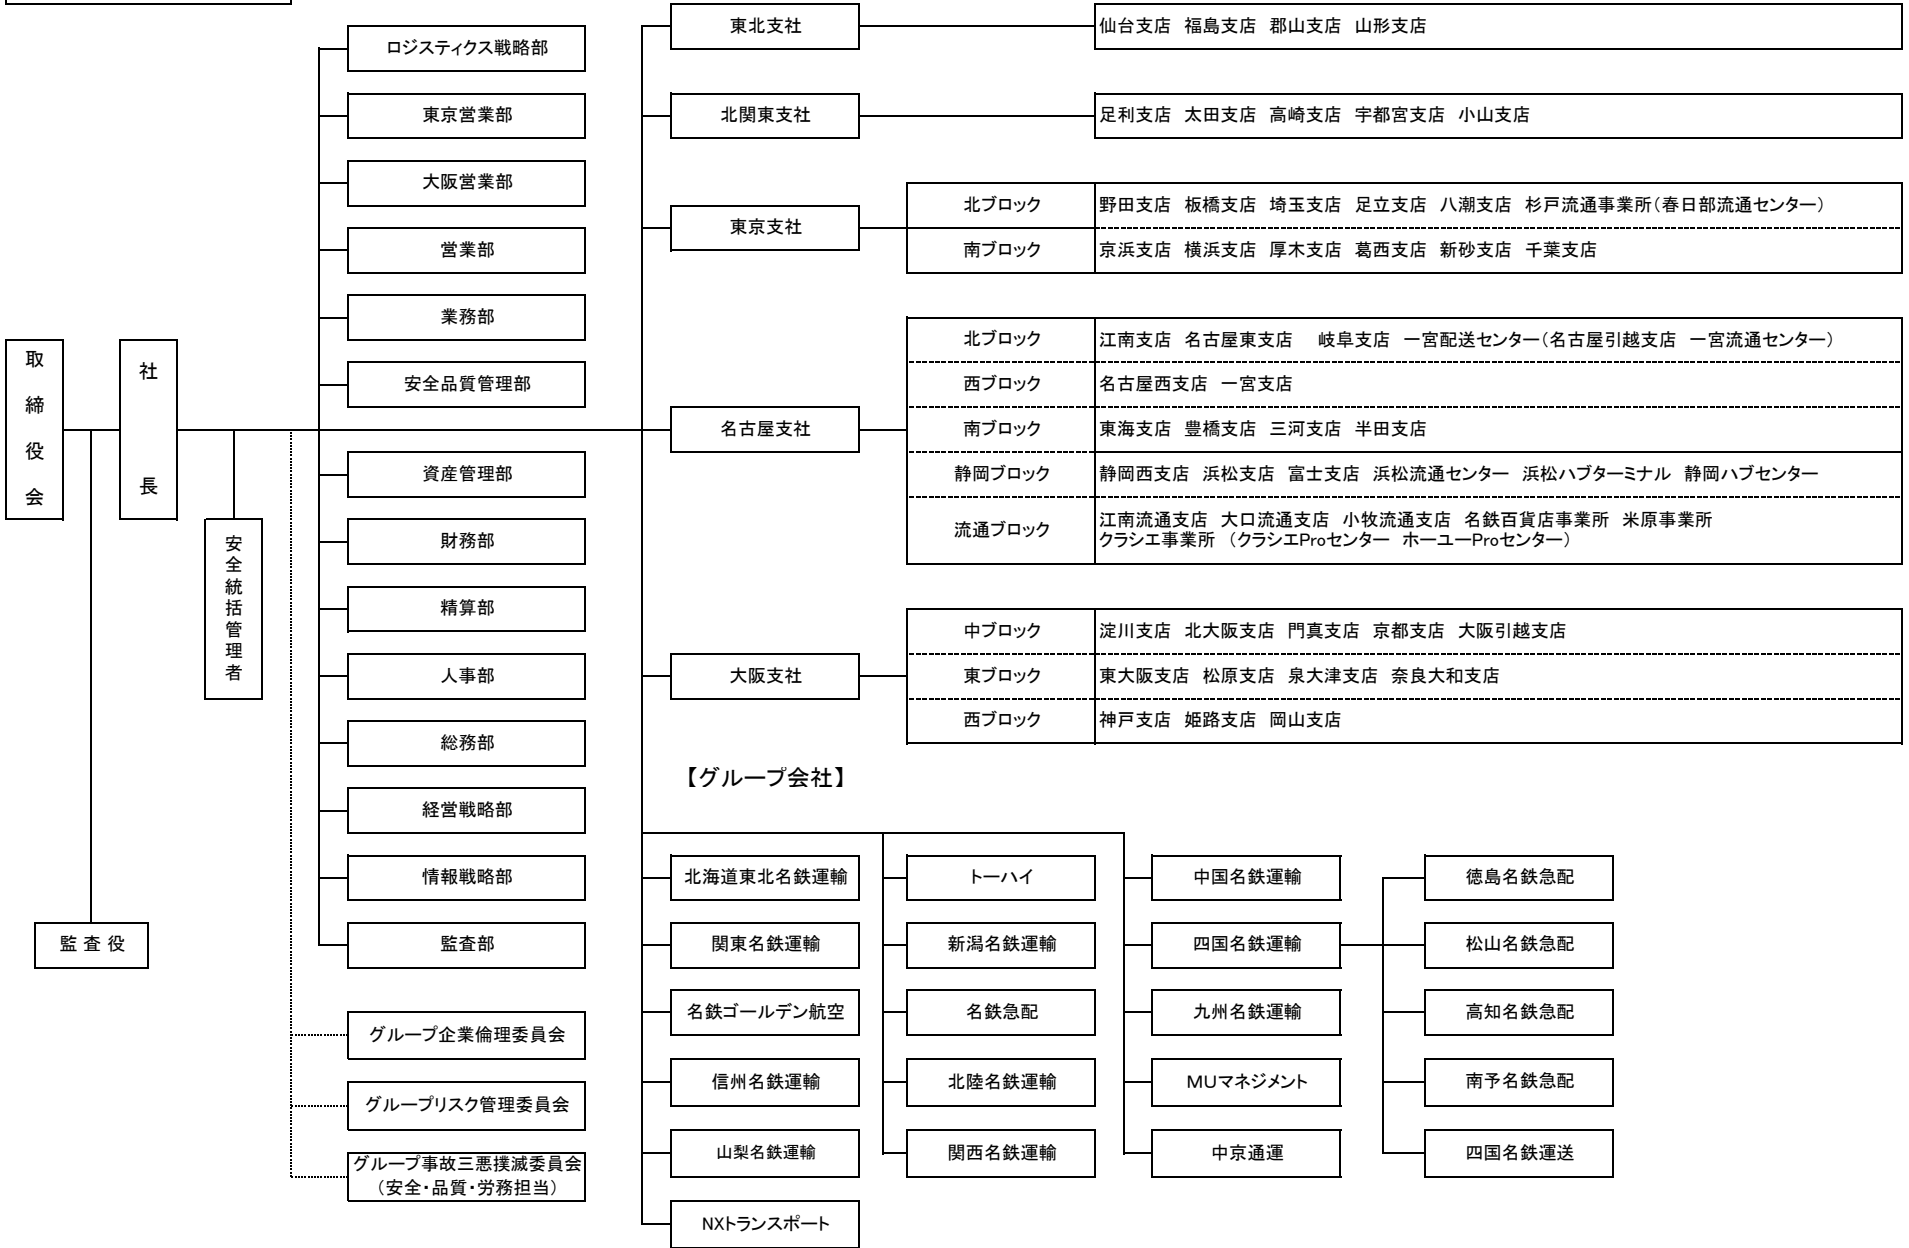 取締役会
社長
監査役
安全統括管理者
ロジスティクス戦略部
東京営業部
大阪営業部
営業部
業務部
安全品質管理部
資産管理部
財務部
精算部
人事部
総務部
経営戦略部
情報戦略部
監査部
グループ企業倫理委員会
グループリスク管理委員会
グループ事故三悪撲滅委員会
(安全・品質・労務担当)
東北支社
仙台支店 福島支店 郡山支店 山形支店
北関東支社
足利支店 太田支店 高崎支店 宇都宮支店 小山支店
東京支社
北ブロック 野田支店 板橋支店 埼玉支店 足立支店 八潮支店 杉戸流通事業所(春日部流通センター)
南ブロック 京浜支店 横浜支店 厚木支店 葛西支店 新砂支店 千葉支店
名古屋支社
北ブロック 江南支店 名古屋東支店 岐阜支店 一宮配送センター(名古屋引越支店 一宮流通センター)
西ブロック 名古屋西支店 一宮支店
南ブロック 東海支店 豊橋支店 三河支店 半田支店
静岡ブロック 静岡西支店 浜松支店 富士支店 浜松流通センター 浜松ハブターミナル 静岡ハブセンター
流通ブロック 江南流通支店 大口流通支店 小牧流通支店 名鉄百貨店事業所 米原事業所
クラシエ事業所 (クラシエProセンター ホーユーProセンター)
大阪支社
中ブロック 淀川支店 北大阪支店 門真支店 京都支店 大阪引越支店
東ブロック 東大阪支店 松原支店 泉大津支店 奈良大和支店
西ブロック 神戸支店 姫路支店 岡山支店
【グループ会社】
北海道東北名鉄運輸
関東名鉄運輸
名鉄ゴールデン航空
信州名鉄運輸
山梨名鉄運輸
NXトランスポート
トーハイ
新潟名鉄運輸
名鉄急配
北陸名鉄運輸
関西名鉄運輸
中国名鉄運輸
四国名鉄運輸
九州名鉄運輸
MUマネジメント
中京通運
徳島名鉄急配
松山名鉄急配
高知名鉄急配
南予名鉄急配
四国名鉄運送